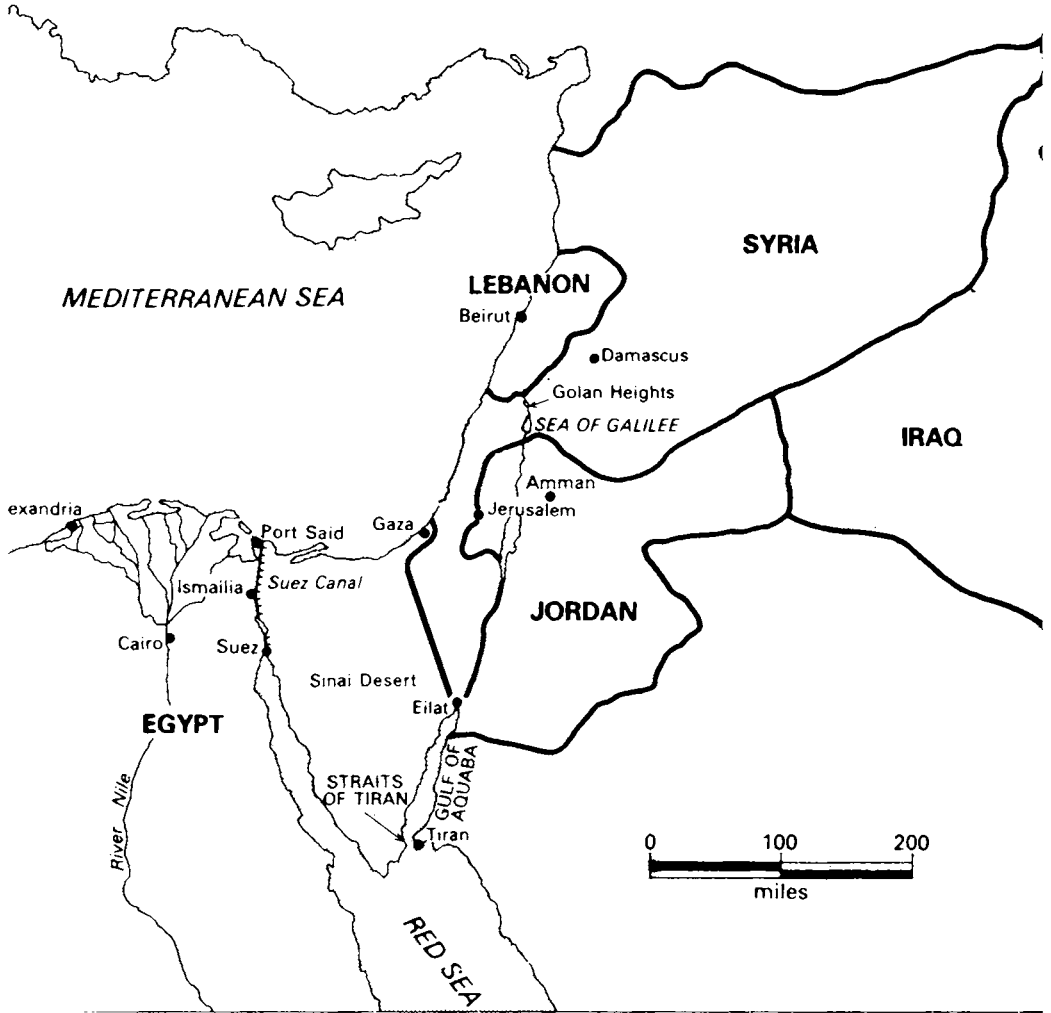 SYRIA
LEBANON
MEDITERRANEAN SEA
Beirut
Damascus
Golan Heights
SEA OF GALILEE
IRAQ
Amman
Jerusalem
exandria
Gaza
Port Said
Ismailia
Suez Canal
JORDAN
Cairo
Suez
Sinai Desert
Eilat
EGYPT
STRAITS
OF TIRAN
GULF OF
AQUABA
River Nile
Tiran
0 100 200
miles
RED SEA